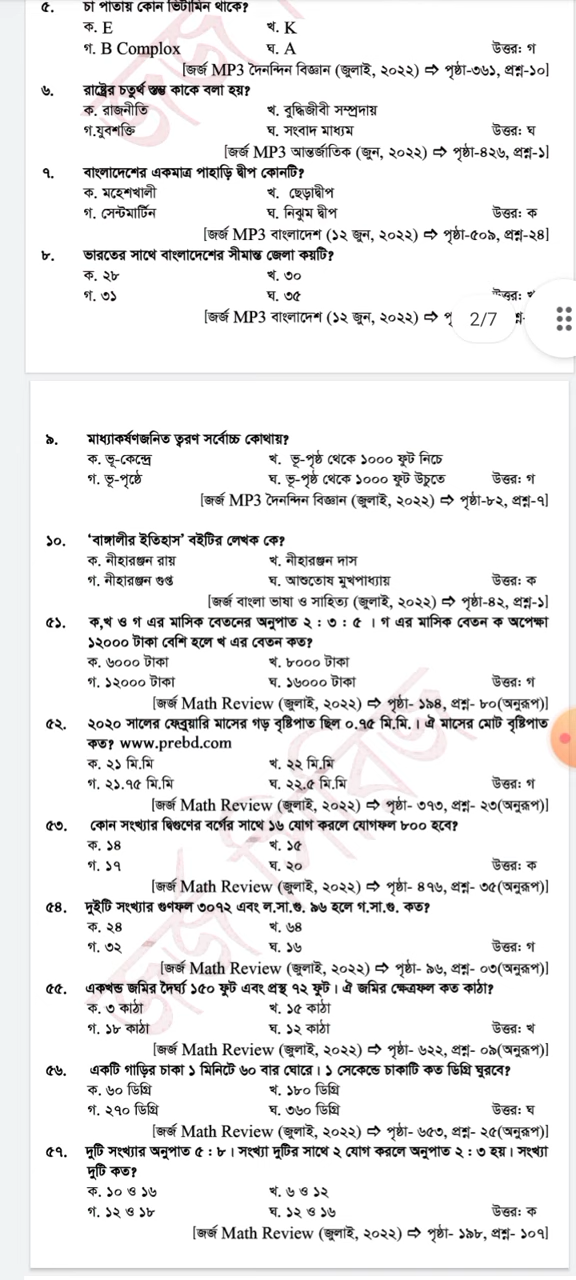 ৫. চা পাতায় কোন ভিটামিন থাকে?
ক. E খ. K
গ. B Complox ঘ. A উত্তর: গ
[জর্জ MP3 দৈনন্দিন বিজ্ঞান (জুলাই, ২০২২) ⇨ পৃষ্ঠা-৩৬১, প্রশ্ন-১০]
৬. রাষ্ট্রের চতুর্থ স্তম্ভ কাকে বলা হয়?
ক. রাজনীতি খ. বুদ্ধিজীবী সম্প্রদায়
গ.যুবশক্তি ঘ. সংবাদ মাধ্যম উত্তর: ঘ
[জর্জ MP3 আন্তর্জাতিক (জুন, ২০২২) ⇨ পৃষ্ঠা-৪২৬, প্রশ্ন-১]
৭. বাংলাদেশের একমাত্র পাহাড়ি দ্বীপ কোনটি?
ক. মহেশখালী খ. ছেড়াদ্বীপ
গ. সেন্টমার্টিন ঘ. নিঝুম দ্বীপ উত্তর: ক
[জর্জ MP3 বাংলাদেশ (১২ জুন, ২০২২) ⇨ পৃষ্ঠা-৫০৯, প্রশ্ন-২৪]
৮. ভারতের সাথে বাংলাদেশের সীমান্ত জেলা কয়টি?
ক. ২৮ খ. ৩০
গ. ৩১ ঘ. ৩৫ উত্তর:
[জর্জ MP3 বাংলাদেশ (১২ জুন, ২০২২) ⇨ 2/7
৯. মাধ্যাকর্ষণজনিত ত্বরণ সর্বোচ্চ কোথায়?
ক. ভূ-কেন্দ্রে খ. ভূ-পৃষ্ঠ থেকে ১০০০ ফুট নিচে
গ. ভূ-পৃষ্ঠে ঘ. ভূ-পৃষ্ঠ থেকে ১০০০ ফুট উচুতে উত্তর: গ
[জর্জ MP3 দৈনন্দিন বিজ্ঞান (জুলাই, ২০২২) ⇨ পৃষ্ঠা-৮২, প্রশ্ন-৭]
১০. ‘বাঙ্গালীর ইতিহাস’ বইটির লেখক কে?
ক. নীহারঞ্জন রায় খ. নীহারঞ্জন দাস
গ. নীহারঞ্জন গুপ্ত ঘ. আশুতোষ মুখপাধ্যায় উত্তর: ক
[জর্জ বাংলা ভাষা ও সাহিত্য (জুলাই, ২০২২) ⇨ পৃষ্ঠা-৪২, প্রশ্ন-১]
৫১. ক,খ ও গ এর মাসিক বেতনের অনুপাত ২ : ৩ : ৫ । গ এর মাসিক বেতন ক অপেক্ষা
১২০০০ টাকা বেশি হলে খ এর বেতন কত?
ক. ৬০০০ টাকা খ. ৮০০০ টাকা
গ. ১২০০০ টাকা ঘ. ১৬০০০ টাকা উত্তর: গ
[জর্জ Math Review (জুলাই, ২০২২) ⇨ পৃষ্ঠা- ১৯৪, প্রশ্ন- ৮০(অনুরূপ)]
৫২. ২০২০ সালের ফেব্রুয়ারি মাসের গড় বৃষ্টিপাত ছিল ০.৭৫ মি.মি.। ঐ মাসের মোট বৃষ্টিপাত
কত? www.prebd.com
ক. ২১ মি.মি খ. ২২ মি.মি
গ. ২১.৭৫ মি.মি ঘ. ২২.৫ মি.মি উত্তর: গ
[জর্জ Math Review (জুলাই, ২০২২) ⇨ পৃষ্ঠা- ৩৭৩, প্রশ্ন- ২৩(অনুরূপ)]
৫৩. কোন সংখ্যার দ্বিগুণের বর্গের সাথে ১৬ যোগ করলে যোগফল ৮০০ হবে?
ক. ১৪ খ. ১৫
গ. ১৭ ঘ. ২০ উত্তর: ক
[জর্জ Math Review (জুলাই, ২০২২) ⇨ পৃষ্ঠা- ৪৭৬, প্রশ্ন- ৩৫(অনুরূপ)]
৫৪. দুইটি সংখ্যার গুণফল ৩০৭২ এবং ল.সা.গু. ৯৬ হলে গ.সা.গু. কত?
ক. ২৪ খ. ৬৪
গ. ৩২ ঘ. ১৬ উত্তর: গ
[জর্জ Math Review (জুলাই, ২০২২) ⇨ পৃষ্ঠা- ৯৬, প্রশ্ন- ০৩(অনুরূপ)]
৫৫. একখন্ড জমির দৈর্ঘ্য ১৫০ ফুট এবং প্রস্থ ৭২ ফুট। ঐ জমির ক্ষেত্রফল কত কাঠা?
ক. ৩ কাঠা খ. ১৫ কাঠা
গ. ১৮ কাঠা ঘ. ১২ কাঠা উত্তর: খ
[জর্জ Math Review (জুলাই, ২০২২) ⇨ পৃষ্ঠা- ৬২২, প্রশ্ন- ০৯(অনুরূপ)]
৫৬. একটি গাড়ির চাকা ১ মিনিটে ৬০ বার ঘোরে। ১ সেকেন্ডে চাকাটি কত ডিগ্রি ঘুরবে?
ক. ৬০ ডিগ্রি খ. ১৮০ ডিগ্রি
গ. ২৭০ ডিগ্রি ঘ. ৩৬০ ডিগ্রি উত্তর: ঘ
[জর্জ Math Review (জুলাই, ২০২২) ⇨ পৃষ্ঠা- ৬৫৩, প্রশ্ন- ২৫(অনুরূপ)]
৫৭. দুটি সংখ্যার অনুপাত ৫ : ৮। সংখ্যা দুটির সাথে ২ যোগ করলে অনুপাত ২ : ৩ হয়। সংখ্যা
দুটি কত?
ক. ১০ ও ১৬ খ. ৬ ও ১২
গ. ১২ ও ১৮ ঘ. ১২ ও ১৬ উত্তর: ক
[জর্জ Math Review (জুলাই, ২০২২) ⇨ পৃষ্ঠা- ১৯৮, প্রশ্ন- ১০৭]
জর্জ সিরিজ